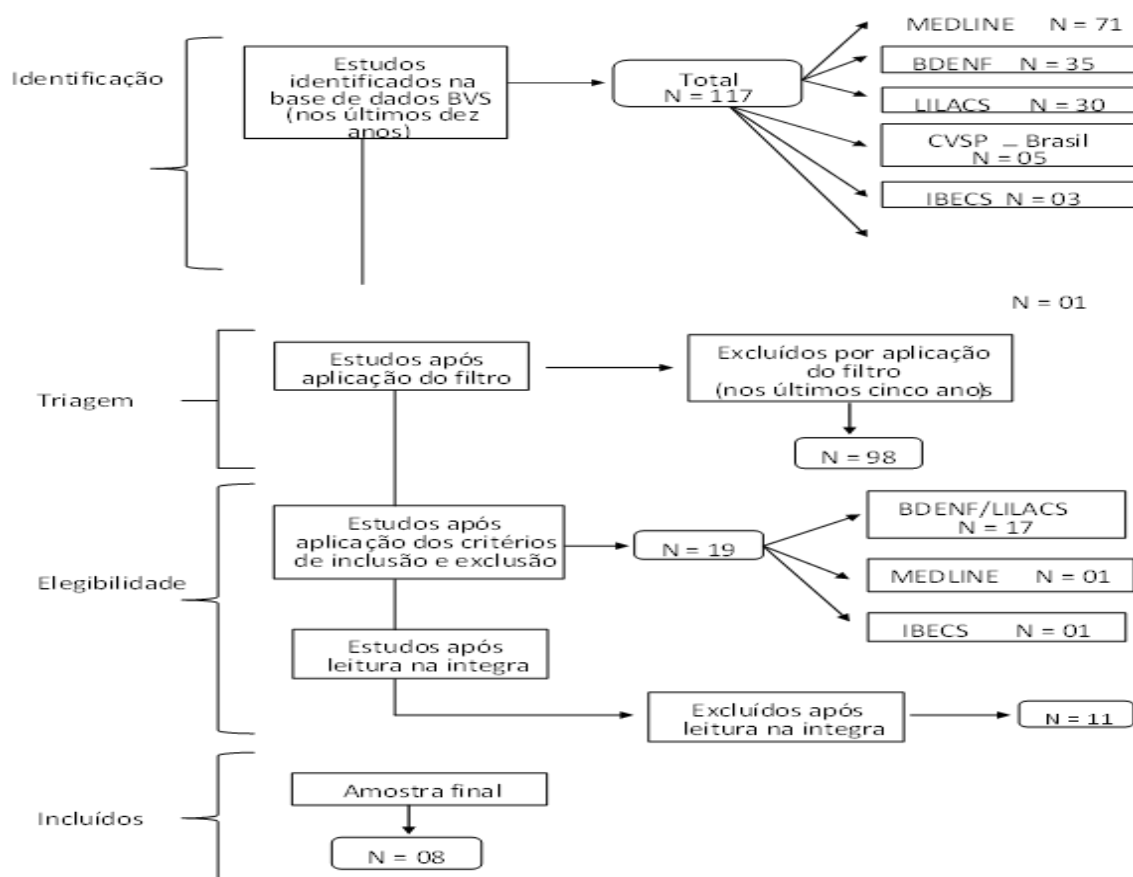 Identificação
Estudos
identificados na
base de dados BVS
(nos últimos dez
anos)
Total
N = 117
MEDLINE N = 71
BDENF N = 35
LILACS N = 30
CVSP – Brasil
N = 05
IBECS N = 03
N = 01
Triagem
Estudos após
aplicação do filtro
Excluídos por aplicação
do filtro
(nos últimos cinco anos)
N = 98
Elegibilidade
Estudos após
aplicação dos critérios
de inclusão e exclusão
N = 19
BDENF/LILACS
N = 17
MEDLINE N = 01
IBECS N = 01
Estudos após
leitura na integra
Excluídos após
leitura na integra
N = 11
Incluídos
Amostra final
N = 08